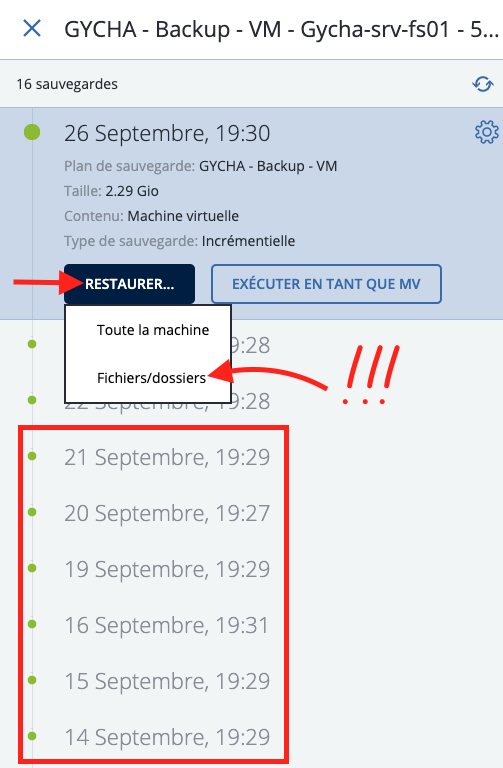 GYCHA - Backup - VM - Gycha-srv-fs01 - 5...
16 sauvegardes
26 Septembre, 19:30
Plan de sauvegarde: GYCHA - Backup - VM
Taille: 2.29 Gio
Contenu: Machine virtuelle
Type de sauvegarde: Incrémentielle
RESTAURER... EXÉCUTER EN TANT QUE MV
Toute la machine
9:28
Fichiers/dossiers
!!!
22 Septembre, 19:28
21 Septembre, 19:29
20 Septembre, 19:27
19 Septembre, 19:29
16 Septembre, 19:31
15 Septembre, 19:29
14 Septembre, 19:29